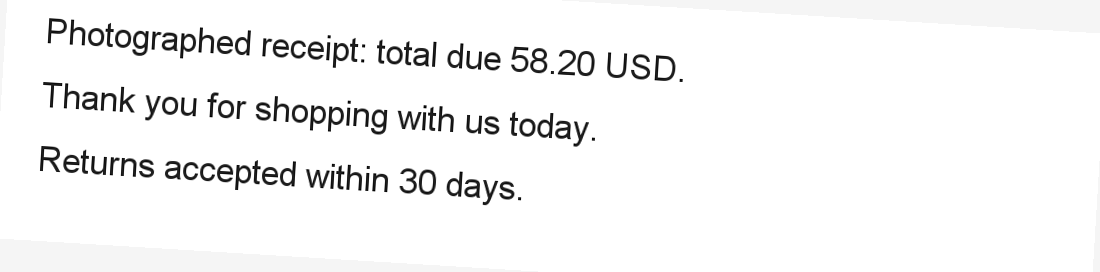 Photographed receipt: total due 58.20 USD.
Thank you for shopping with us today.
Returns accepted within 30 days.